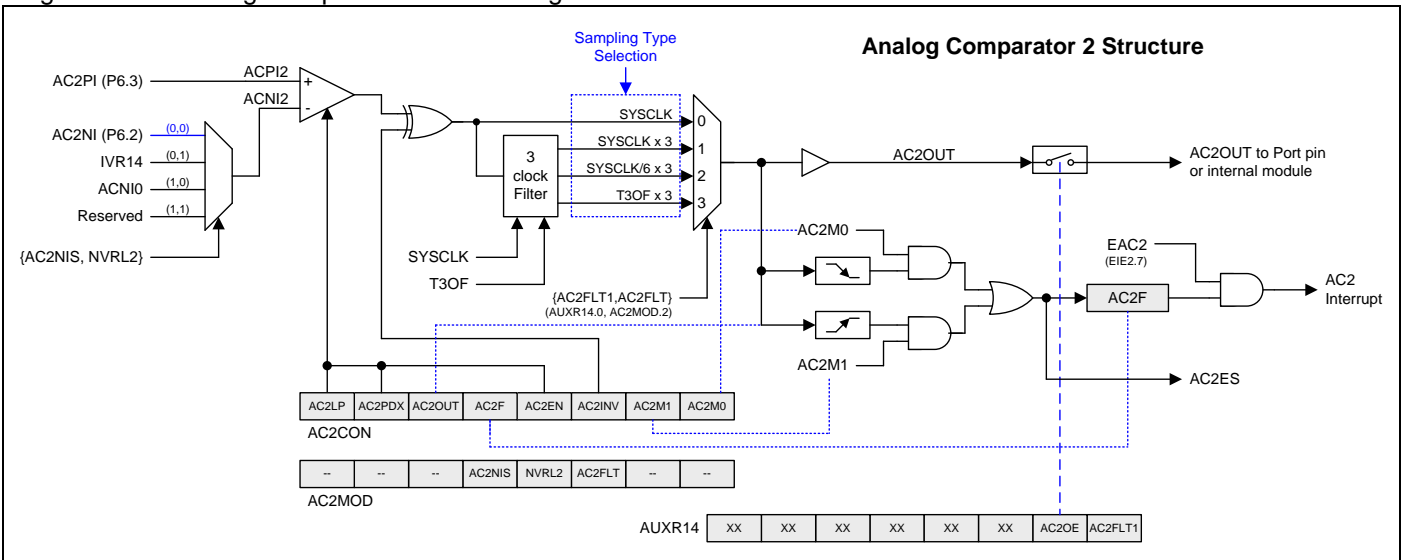 Analog Comparator 2 Structure
Sampling Type
Selection
AC2PI (P6.3)
ACPI2
ACNI2
+
-
AC2NI (P6.2)
(0,0)
IVR14
(0,1)
ACNI0
(1,0)
Reserved
(1,1)
{AC2NIS, NVRL2}
3
clock
Filter
SYSCLK
T3OF
SYSCLK
0
SYSCLK x 3
1
SYSCLK/6 x 3
2
T3OF x 3
3
{AC2FLT1,AC2FLT}
(AUXR14.0, AC2MOD.2)
AC2OUT
AC2OUT to Port pin
or internal module
AC2M0
AC2M1
EAC2
(EIE2.7)
AC2F
AC2
Interrupt
AC2ES
AC2LP AC2PDX AC2OUT AC2F AC2EN AC2INV AC2M1 AC2M0
AC2CON
-- -- -- AC2NIS NVRL2 AC2FLT -- --
AC2MOD
AUXR14 XX XX XX XX XX XX AC2OE AC2FLT1